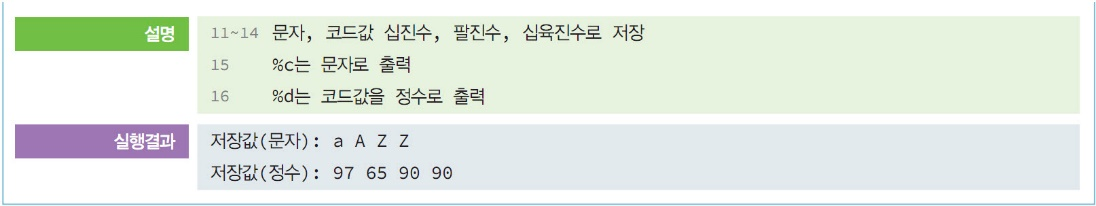 설명
11~14 문자, 코드값 십진수, 팔진수, 십육진수로 저장
15 %c는 문자로 출력
16 %d는 코드값을 정수로 출력
실행결과
저장값(문자): a A Z Z
저장값(정수): 97 65 90 90